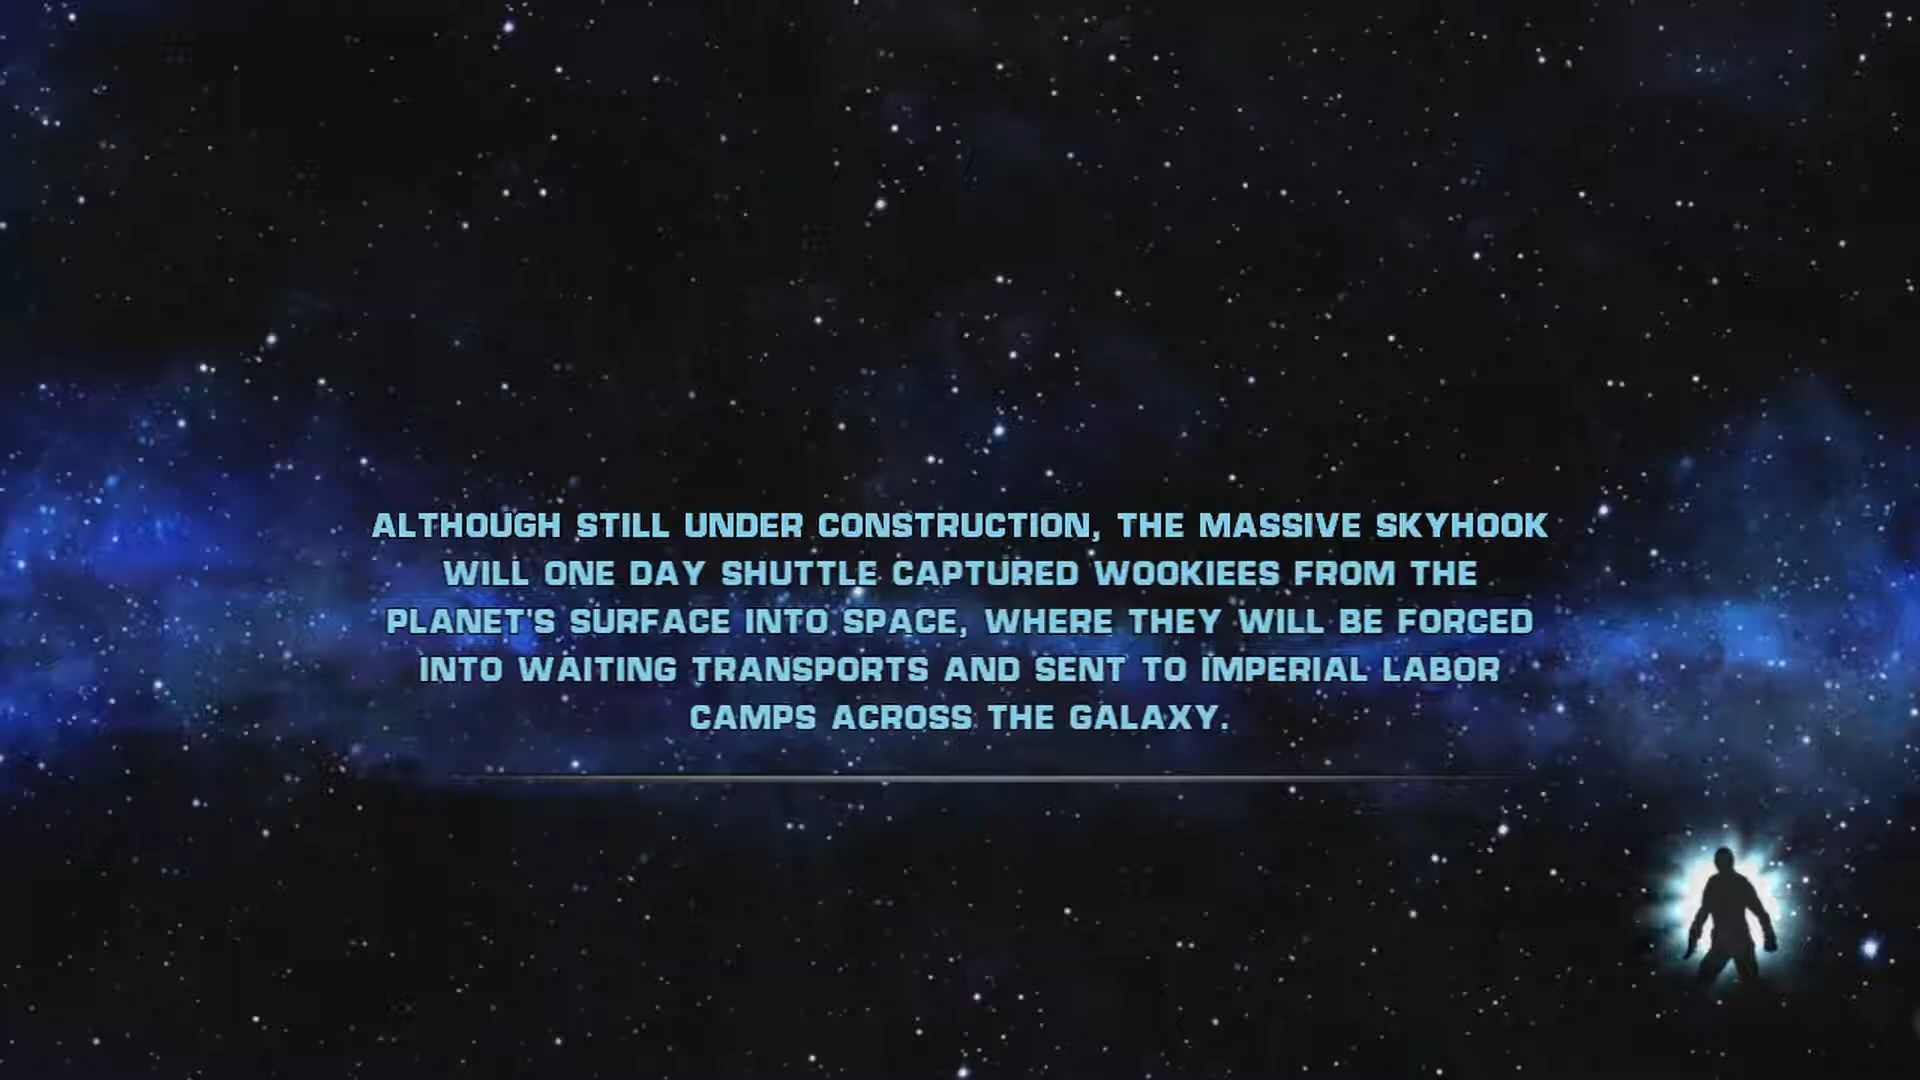 ALTHOUGH STILL UNDER CONSTRUCTION, THE MASSIVE SKYHOOK
WILL ONE DAY SHUTTLE CAPTURED WOOKIEES FROM THE
PLANET'S SURFACE INTO SPACE, WHERE THEY WILL BE FORCED
INTO WAITING TRANSPORTS AND SENT TO IMPERIAL LABOR
CAMPS ACROSS THE GALAXY.